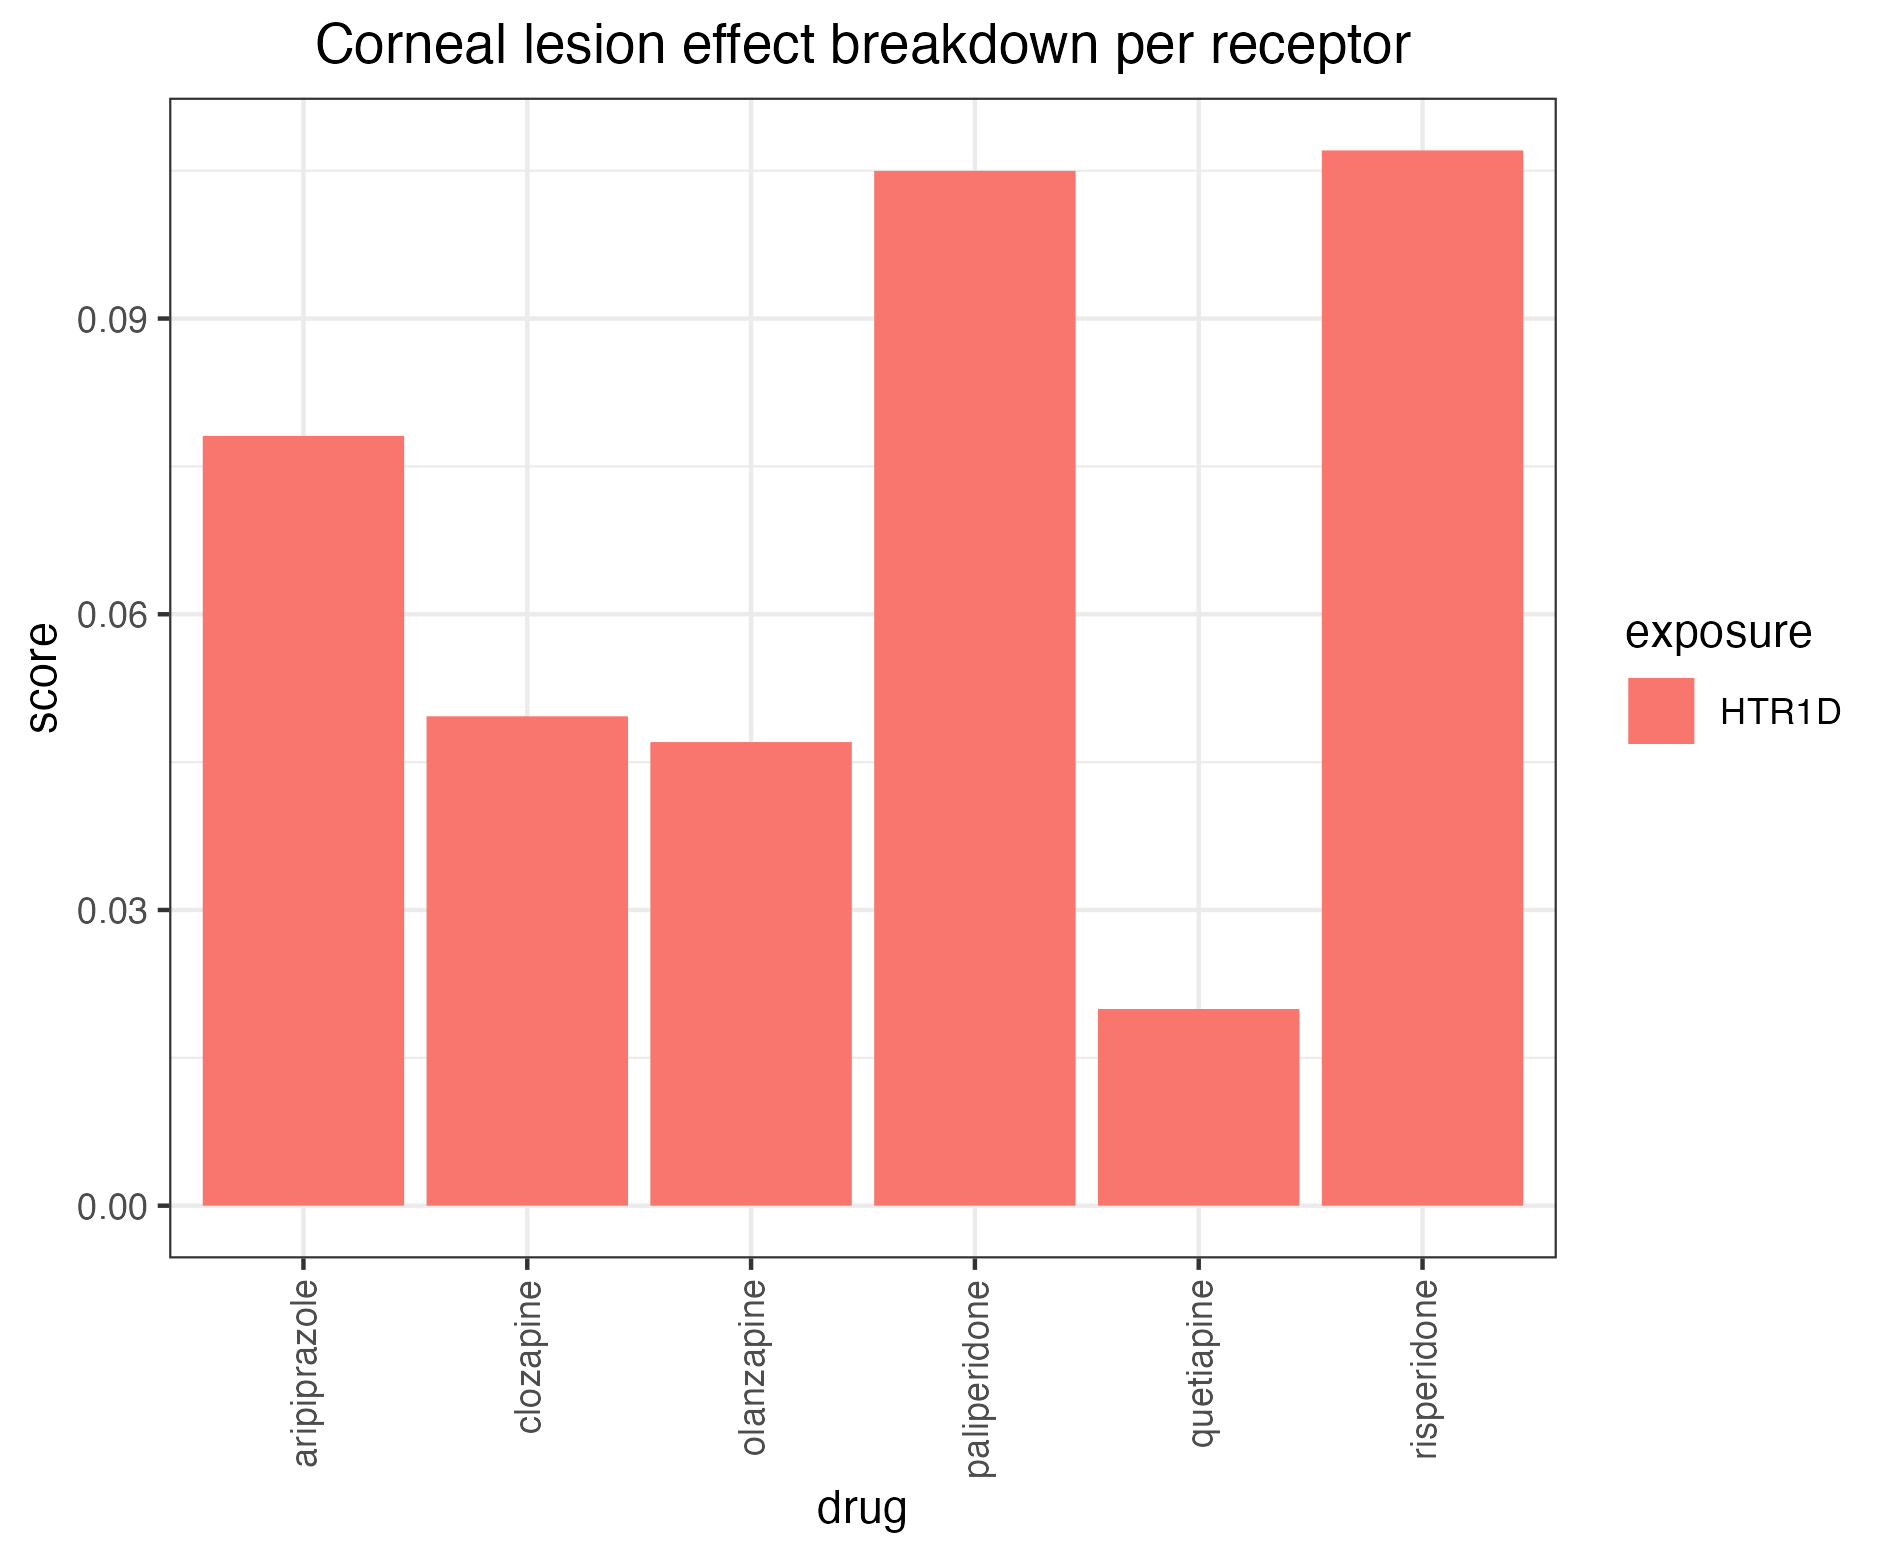 Corneal lesion effect breakdown per receptor
score
0.09
0.06
0.03
0.00
aripiprazole
clozapine
olanzapine
paliperidone
quetiapine
risperidone
drug
exposure
HTR1D